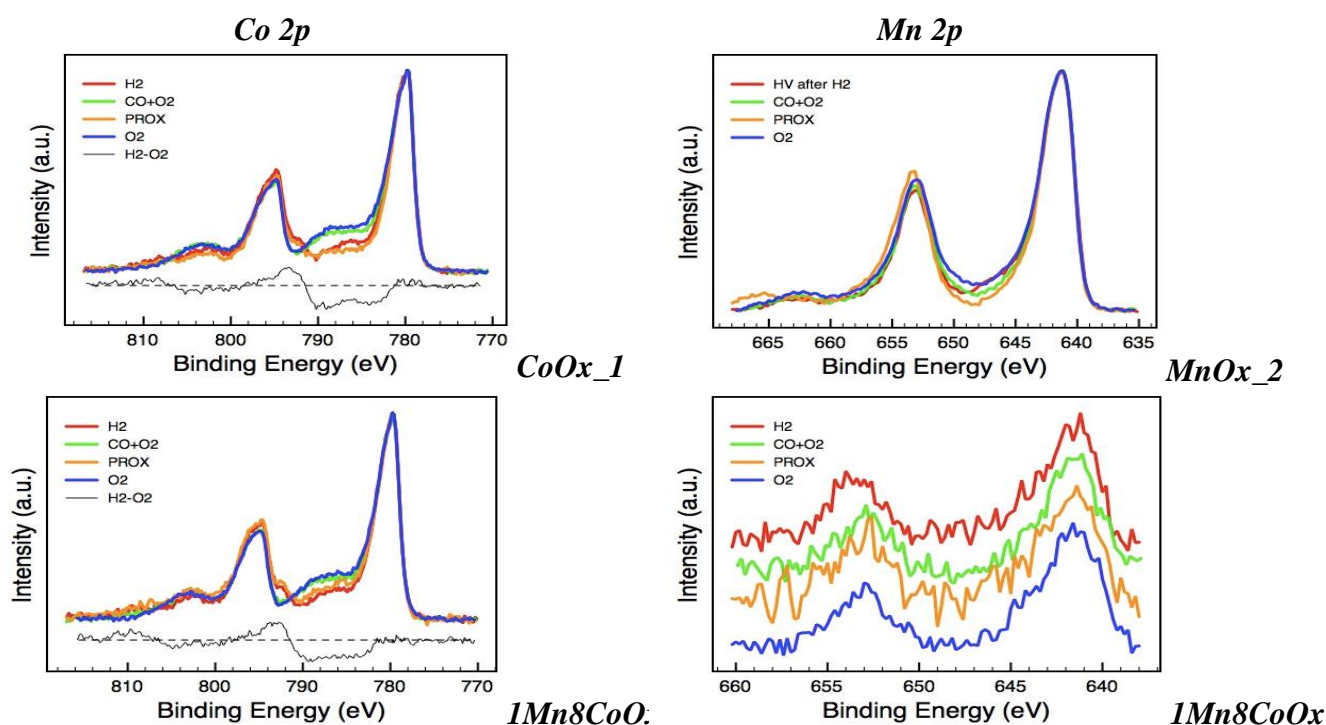 Co 2p
Mn 2p
H2
CO+O2
PROX
O2
H2-O2
Intensity (a.u.)
810 800 790 780 770
Binding Energy (eV)
CoOx_1
HV after H2
CO+O2
PROX
O2
Intensity (a.u.)
665 660 655 650 645 640 635
Binding Energy (eV)
MnOx_2
H2
CO+O2
PROX
O2
H2-O2
Intensity (a.u.)
810 800 790 780 770
Binding Energy (eV)
1Mn8CoO
H2
CO+O2
PROX
O2
Intensity (a.u.)
660 655 650 645 640
Binding Energy (eV)
1Mn8CoOx